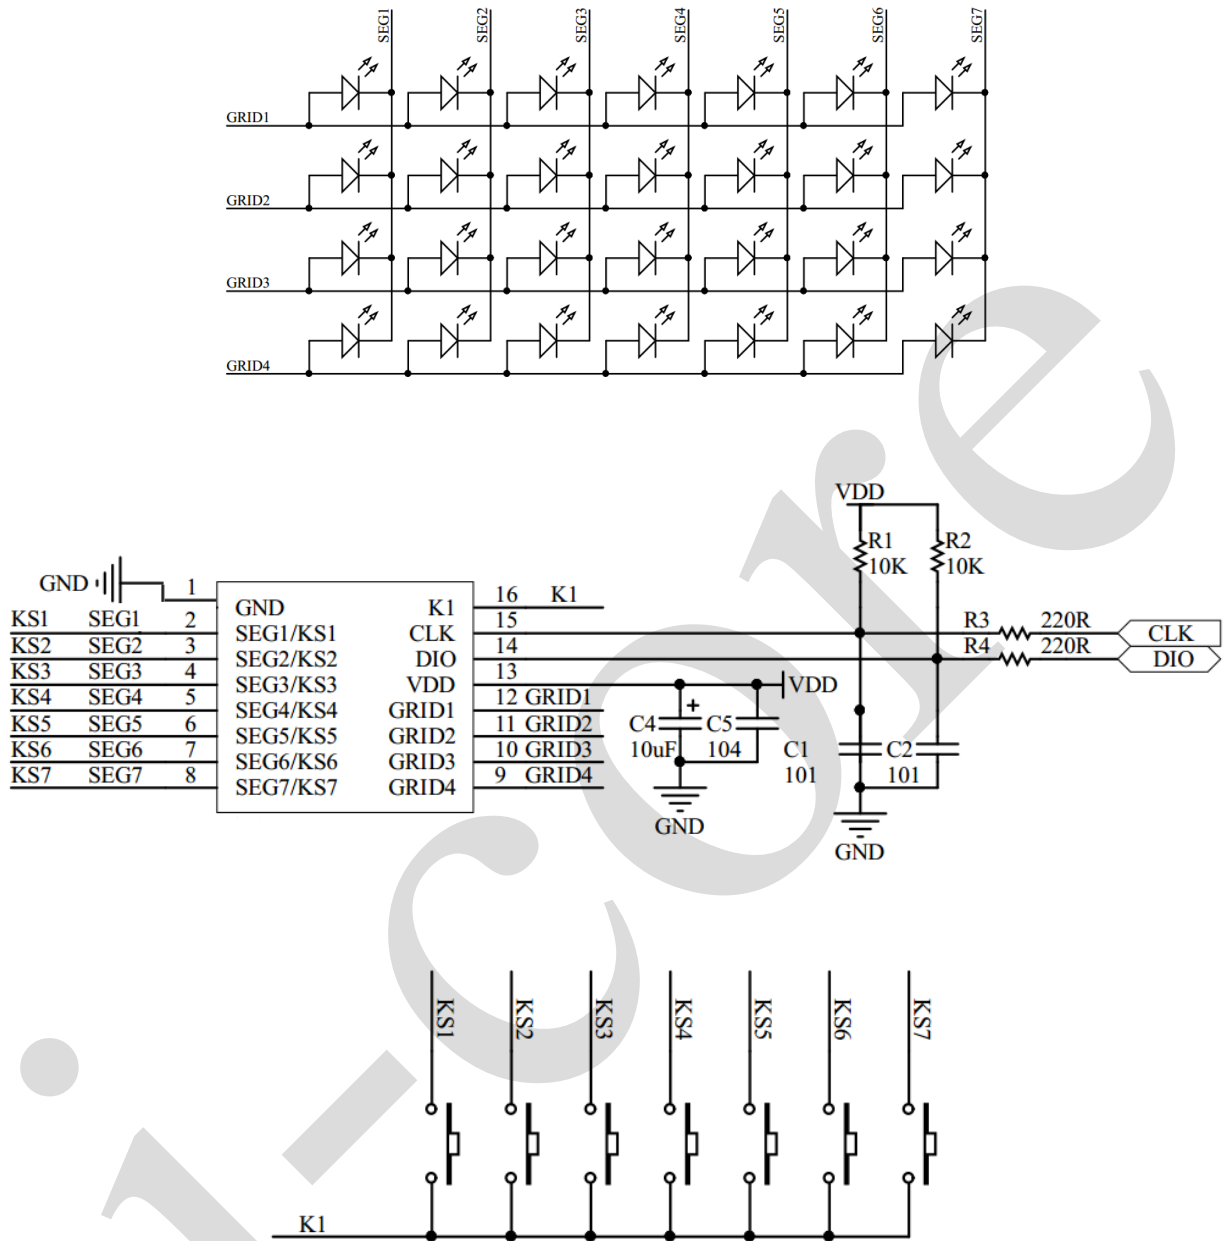 SEG1 SEG2 SEG3 SEG4 SEG5 SEG6 SEG7
GRID1
GRID2
GRID3
GRID4
VDD
R1 R2
10K 10K
GND 1 GND K1 16 K1
KS1 SEG1 2 SEG1/KS1 CLK 15 R3 220R CLK
KS2 SEG2 3 SEG2/KS2 DIO 14 R4 220R DIO
KS3 SEG3 4 SEG3/KS3 VDD 13 VDD
KS4 SEG4 5 SEG4/KS4 GRID1 12 GRID1
KS5 SEG5 6 SEG5/KS5 GRID2 11 GRID2 C4 + C5
KS6 SEG6 7 SEG6/KS6 GRID3 10 GRID3 10uF 104 C1 C2
KS7 SEG7 8 SEG7/KS7 GRID4 9 GRID4 101 101
GND
GND
KS1 KS2 KS3 KS4 KS5 KS6 KS7
K1
i-core